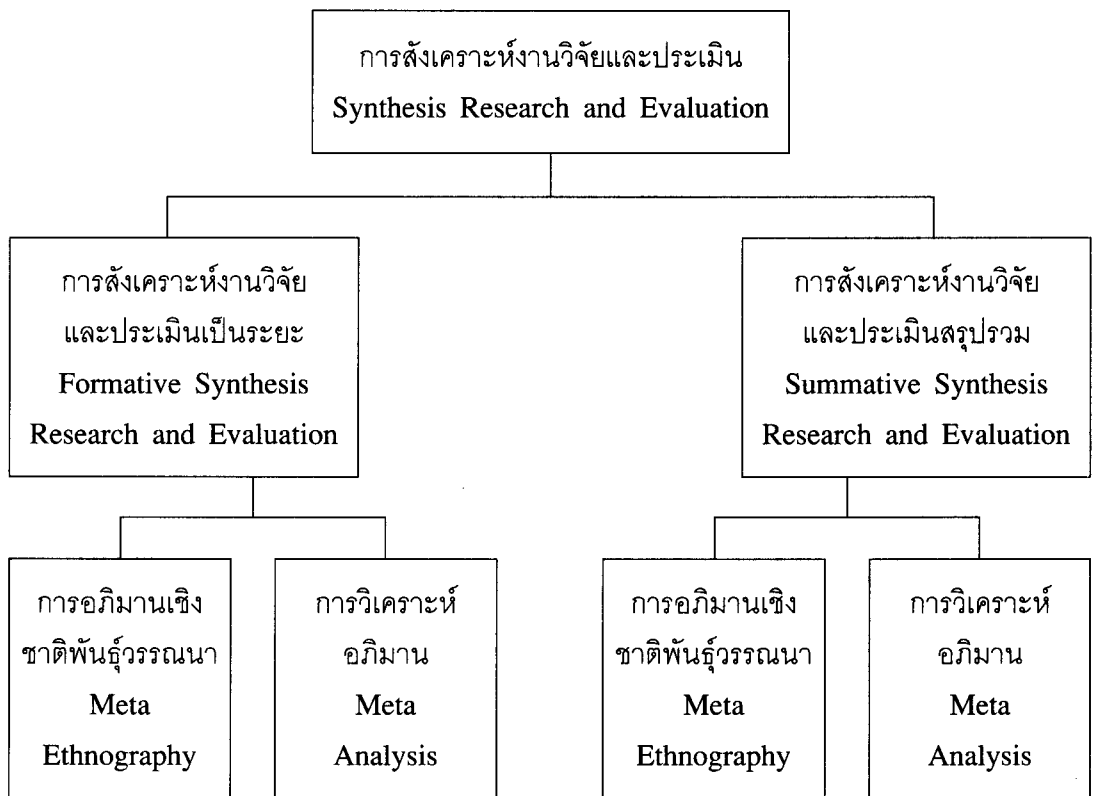 การสังเคราะห์งานวิจัยและประเมิน
Synthesis Research and Evaluation
การสังเคราะห์งานวิจัย
และประเมินเป็นระยะ
Formative Synthesis
Research and Evaluation
การสังเคราะห์งานวิจัย
และประเมินสรุปรวม
Summative Synthesis
Research and Evaluation
การอภิมานเชิง
ชาติพันธุ์วรรณนา
Meta
Ethnography
การวิเคราะห์
อภิมาน
Meta
Analysis
การอภิมานเชิง
ชาติพันธุ์วรรณนา
Meta
Ethnography
การวิเคราะห์
อภิมาน
Meta
Analysis